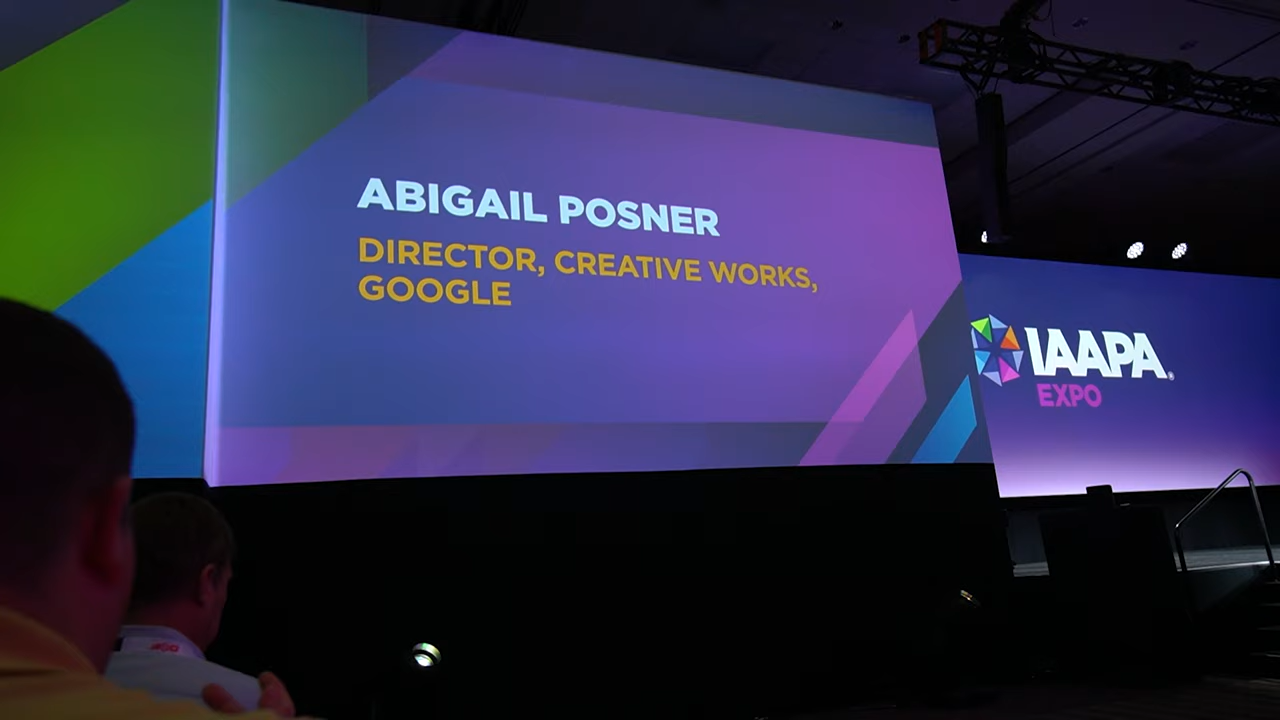 ABIGAIL POSNER
DIRECTOR, CREATIVE WORKS,
GOOGLE
IAAPA®
EXPO